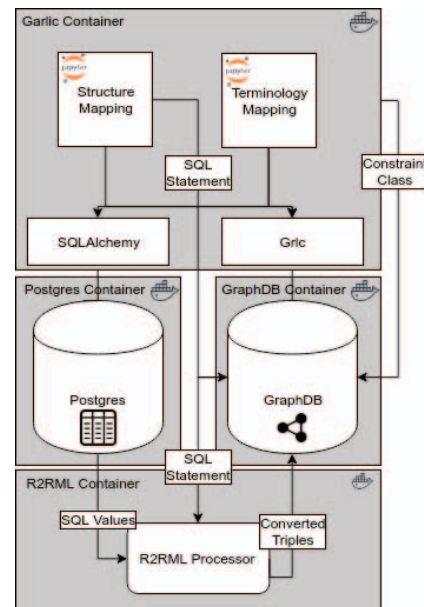 Garlic Container
jupyter
Structure
Mapping
jupyter
Terminology
Mapping
SQL
Statement
Constraint
Class
SQLAlchemy
Grlc
Postgres Container
GraphDB Container
Postgres
GraphDB
SQL
Statement
R2RML Container
SQL Values
Converted
Triples
R2RML Processor